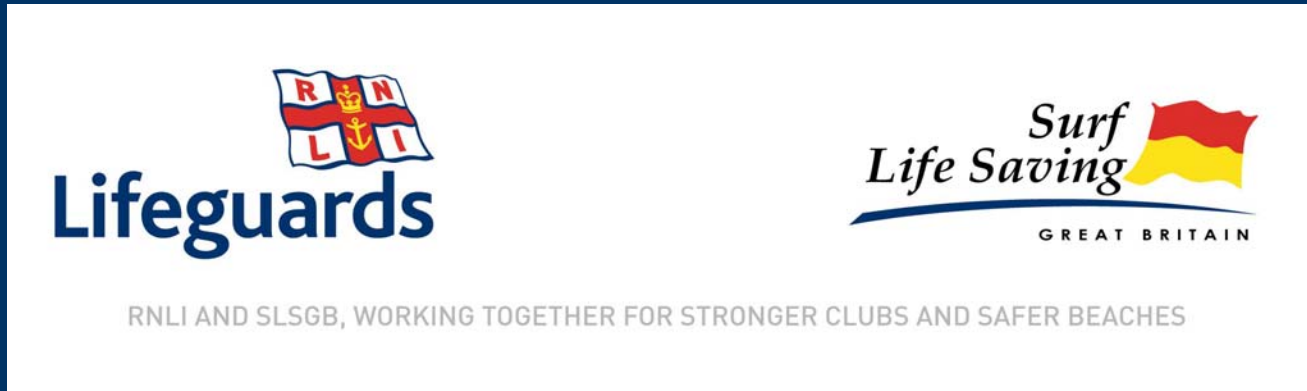 R N
L I
Lifeguards
Surf
Life Saving
GREAT BRITAIN
RNLI AND SLSGB, WORKING TOGETHER FOR STRONGER CLUBS AND SAFER BEACHES